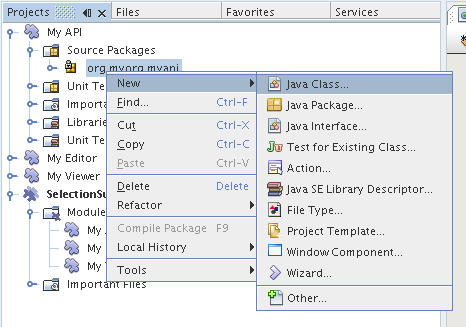 Projects
Files
Favorites
Services
My API
Source Packages
org.myorg.myapi
Unit Te
Importa
Librarie
Unit Te
My Editor
My Viewer
SelectionSu
Module
My
My
My
Important Files
New
Find... Ctrl-F
Cut Ctrl-X
Copy Ctrl-C
Paste Ctrl-V
Delete Delete
Refactor
Compile Package F9
Local History
Tools
Java Class...
Java Package...
Java Interface...
Test for Existing Class...
Action...
Java SE Library Descriptor...
File Type...
Project Template...
Window Component...
Wizard...
Other...